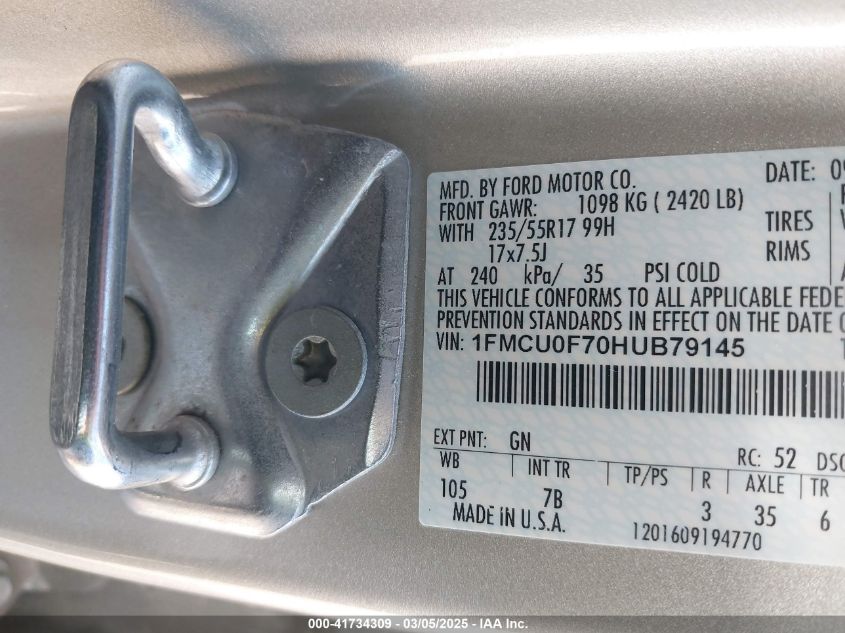 MFD. BY FORD MOTOR CO. DATE: 09
FRONT GAWR: 1098 KG ( 2420 LB)
WITH 235/55R17 99H TIRES
17x7.5J RIMS
AT 240 kPa/ 35 PSI COLD
THIS VEHICLE CONFORMS TO ALL APPLICABLE FEDE
PREVENTION STANDARDS IN EFFECT ON THE DATE O
VIN: 1FMCU0F70HUB79145
EXT PNT: GN RC: 52 DSO
WB INT TR TP/PS R AXLE TR
105 7B 3 35 6
MADE IN U.S.A. 1201609194770
000-41734309 — 03/05/2025 — IAA Inc.